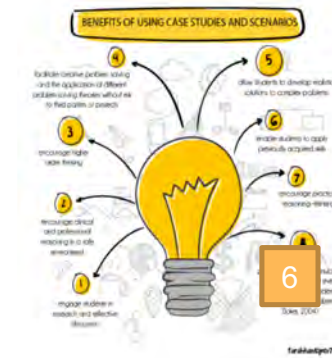 BENEFITS OF USING CASE STUDIES AND SCENARIOS
4
facilitate creative problem solving
and the application of different
problem solving theories without risk
to third parties or projects
5
allow students to develop realistic
solutions to complex problems
3
encourage higher
order thinking
6
enable students to apply
previously acquired skills
2
encourage clinical
and professional
reasoning in a safe
environment
7
encourage practical
reasoning
1
engage students in
research and reflective
discussion
6
2004)